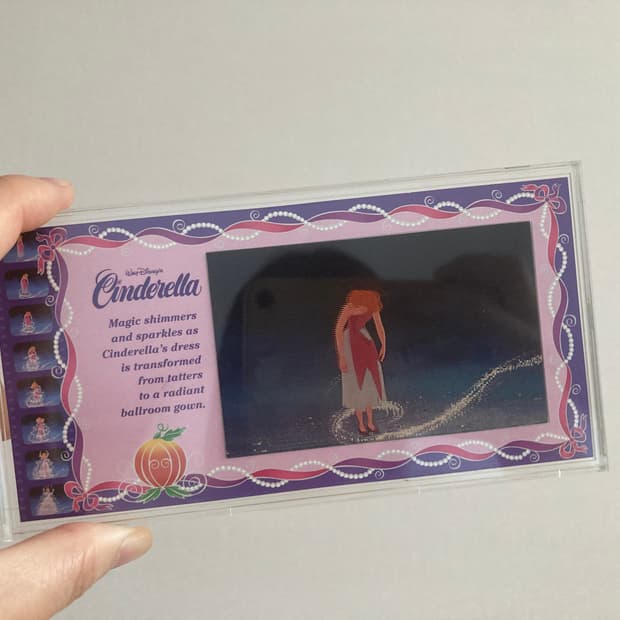 Walt Disney's
Cinderella
Magic shimmers
and sparkles as
Cinderella's dress
is transformed
from tatters
to a radiant
ballroom gown.